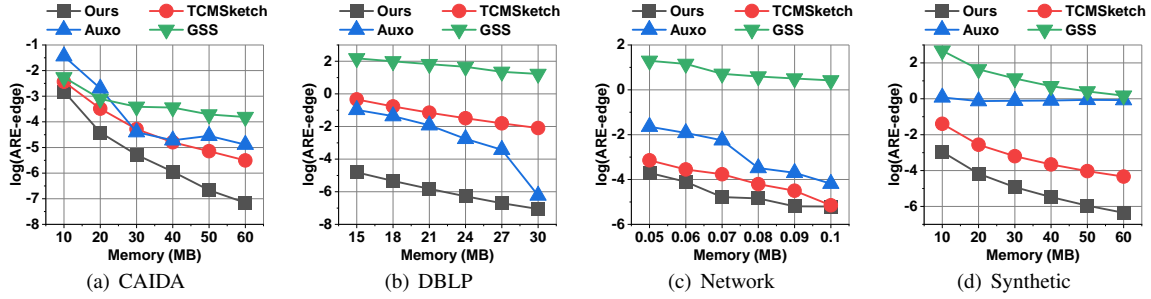 Ours
TCMSketch
Auxo
GSS
log(ARE-edge)
-1
-2
-3
-4
-5
-6
-7
-8
10 20 30 40 50 60
Memory (MB)
(a) CAIDA
Ours
TCMSketch
Auxo
GSS
log(ARE-edge)
2
0
-2
-4
-6
-8
15 18 21 24 27 30
Memory (MB)
(b) DBLP
Ours
TCMSketch
Auxo
GSS
log(ARE-edge)
2
0
-2
-4
-6
0.05 0.06 0.07 0.08 0.09 0.1
Memory (MB)
(c) Network
Ours
TCMSketch
Auxo
GSS
log(ARE-edge)
2
0
-2
-4
-6
10 20 30 40 50 60
Memory (MB)
(d) Synthetic